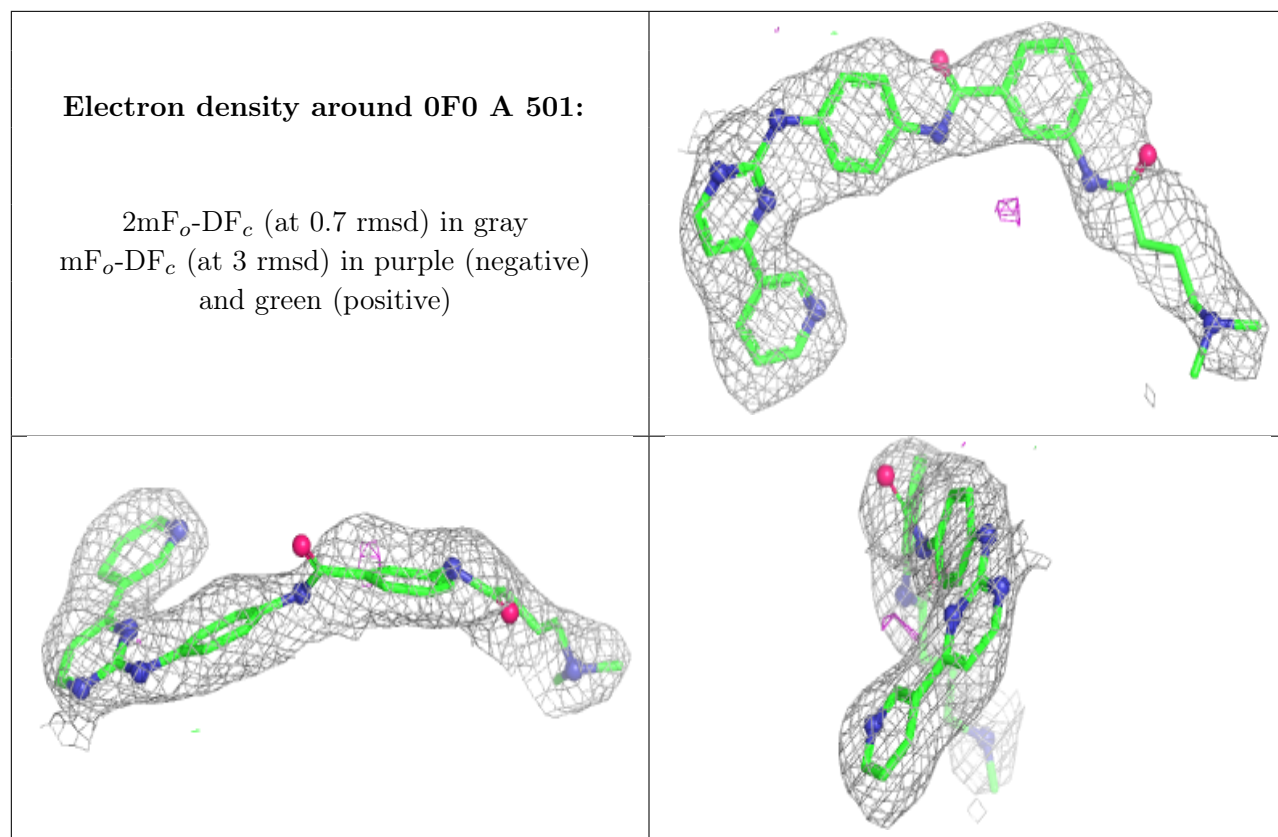 Electron density around 0F0 A 501:
2mFₒ-DF𝒸 (at 0.7 rmsd) in gray
mFₒ-DF𝒸 (at 3 rmsd) in purple (negative)
and green (positive)